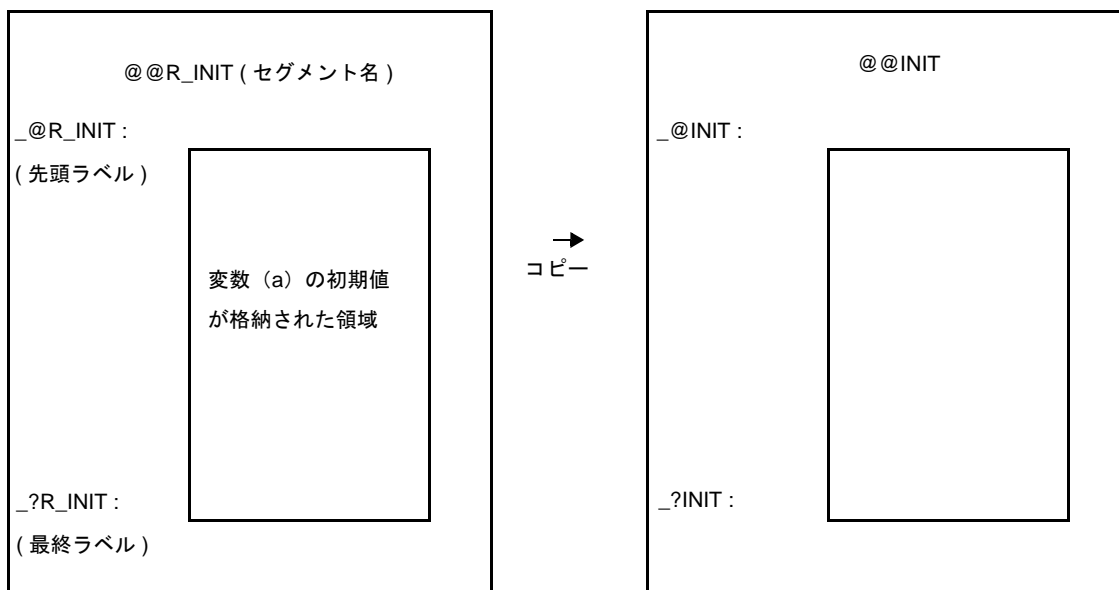 @@R_INIT ( セグメント名 )
_@R_INIT :
( 先頭ラベル )
変数（a）の初期値
が格納された領域
_?R_INIT :
( 最終ラベル )
→
コピー
@@INIT
_@INIT :
_?INIT :